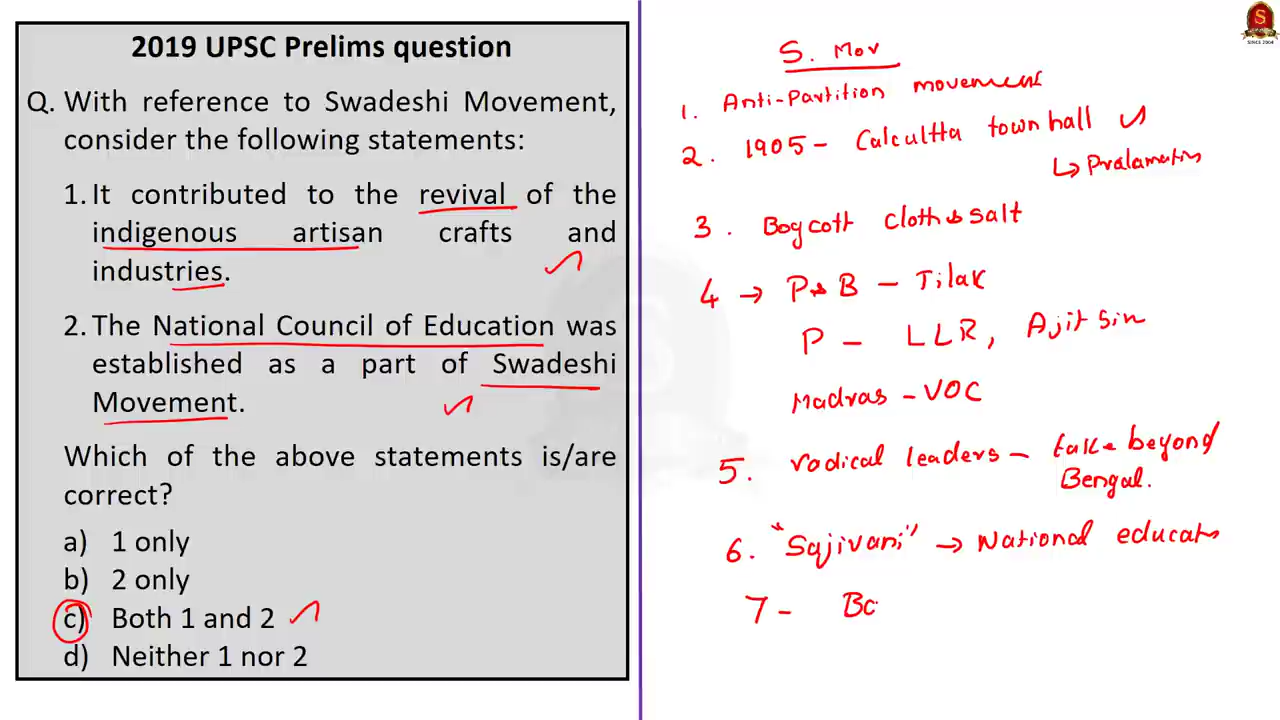 2019 UPSC Prelims question
Q. With reference to Swadeshi Movement,
consider the following statements:
1. It contributed to the revival of the
indigenous artisan crafts and
industries.
2. The National Council of Education was
established as a part of Swadeshi
Movement.
Which of the above statements is/are
correct?
a) 1 only
b) 2 only
c) Both 1 and 2
d) Neither 1 nor 2
S. Mov
1. Anti-Partition movement
2. 1905 - Calcultta town hall
3. Boycott cloth & salt
4 → P & B - Tilak
P - LLR, Ajit Sin
Madras - VOC
5. radical leaders - take beyond
Bengal.
6. "Sajivani" → National educatn
7 - Bc
S
SINCE 2004